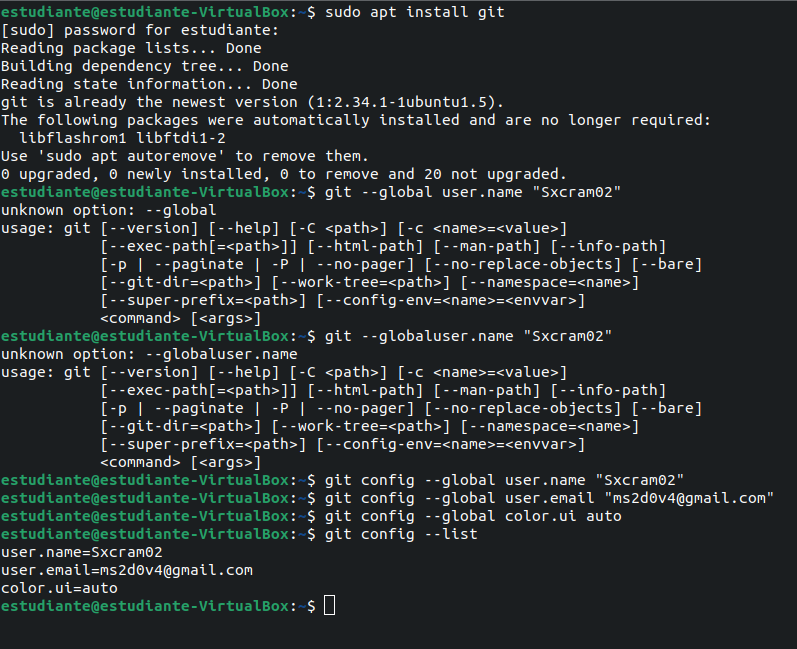 estudiante@estudiante-VirtualBox:~$ sudo apt install git
[sudo] password for estudiante:
Reading package lists... Done
Building dependency tree... Done
Reading state information... Done
git is already the newest version (1:2.34.1-1ubuntu1.5).
The following packages were automatically installed and are no longer required:
  libflashrom1 libftdi1-2
Use 'sudo apt autoremove' to remove them.
0 upgraded, 0 newly installed, 0 to remove and 20 not upgraded.
estudiante@estudiante-VirtualBox:~$ git --global user.name "Sxcram02"
unknown option: --global
usage: git [--version] [--help] [-C <path>] [-c <name>=<value>]
           [--exec-path[=<path>]] [--html-path] [--man-path] [--info-path]
           [-p | --paginate | -P | --no-pager] [--no-replace-objects] [--bare]
           [--git-dir=<path>] [--work-tree=<path>] [--namespace=<name>]
           [--super-prefix=<path>] [--config-env=<name>=<envvar>]
           <command> [<args>]
estudiante@estudiante-VirtualBox:~$ git --globaluser.name "Sxcram02"
unknown option: --globaluser.name
usage: git [--version] [--help] [-C <path>] [-c <name>=<value>]
           [--exec-path[=<path>]] [--html-path] [--man-path] [--info-path]
           [-p | --paginate | -P | --no-pager] [--no-replace-objects] [--bare]
           [--git-dir=<path>] [--work-tree=<path>] [--namespace=<name>]
           [--super-prefix=<path>] [--config-env=<name>=<envvar>]
           <command> [<args>]
estudiante@estudiante-VirtualBox:~$ git config --global user.name "Sxcram02"
estudiante@estudiante-VirtualBox:~$ git config --global user.email "ms2d0v4@gmail.com"
estudiante@estudiante-VirtualBox:~$ git config --global color.ui auto
estudiante@estudiante-VirtualBox:~$ git config --list
user.name=Sxcram02
user.email=ms2d0v4@gmail.com
color.ui=auto
estudiante@estudiante-VirtualBox:~$